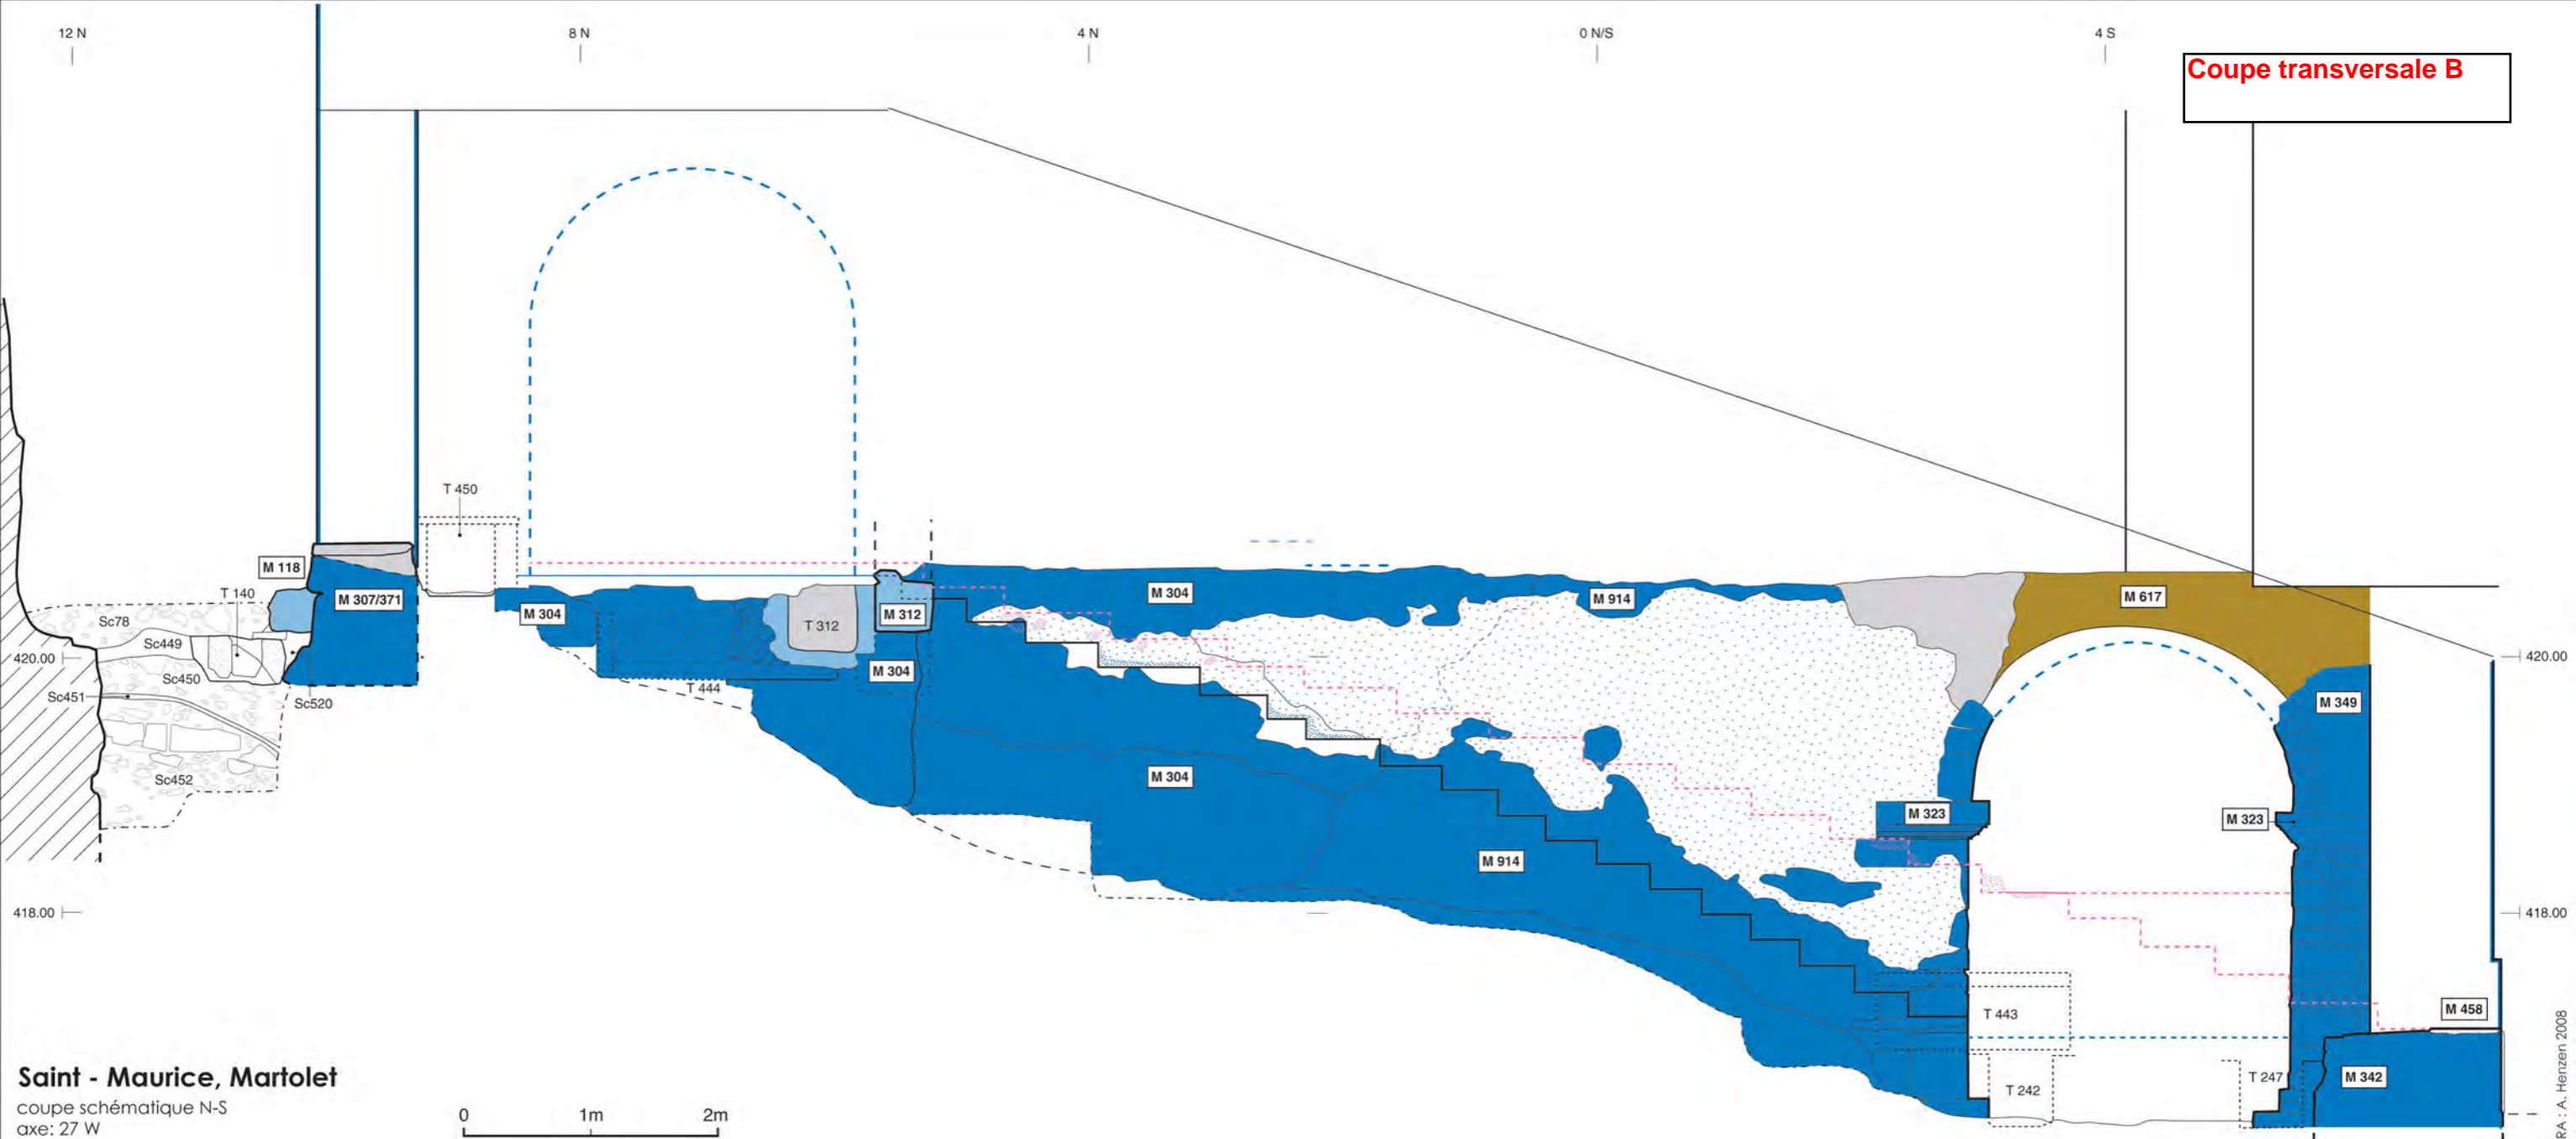 12 N
8 N
4 N
0 N/S
4 S
Coupe transversale B
T 450
M 118
T 140
M 307/371
M 304
T 312
M 312
M 304
M 914
M 617
Sc78
Sc449
420.00
Sc450
Sc451
Sc520
T 444
M 304
420.00
M 349
Sc452
M 304
M 323
M 323
M 914
418.00
418.00
T 443
M 458
T 242
T 247
M 342
Saint - Maurice, Martolet
coupe schématique N-S
axe: 27 W
0 1m 2m
RA : A. Henzen 2008